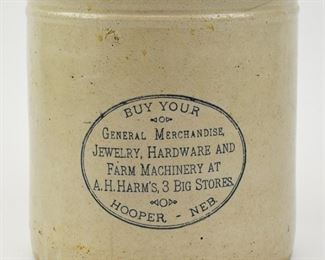 BUY YOUR
GENERAL MERCHANDISE,
JEWELRY, HARDWARE AND
FARM MACHINERY AT
A.H.HARM'S, 3 BIG STORES.
HOOPER - NEB.